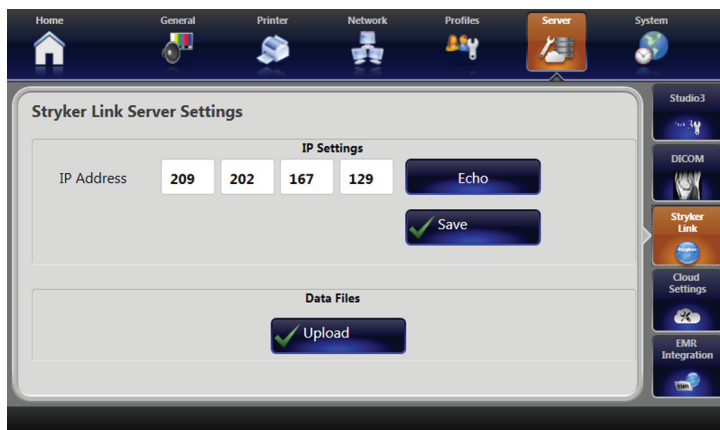 Home
General
Printer
Network
Profiles
Server
System
Stryker Link Server Settings
IP Settings
IP Address
209
202
167
129
Echo
Save
Data Files
Upload
Studio3
DICOM
Stryker
Link
Cloud
Settings
EMR
Integration